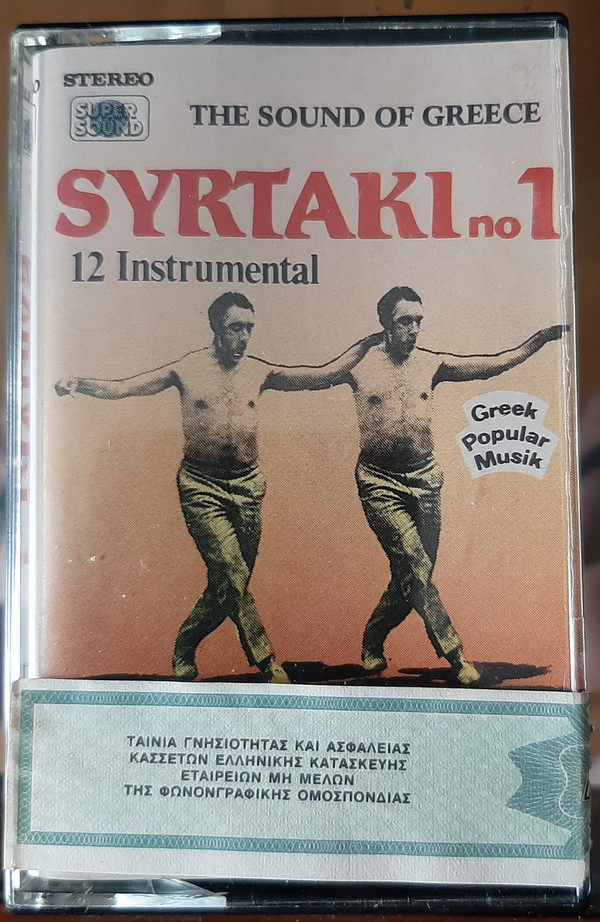 STEREO
SUPER
SOUND
THE SOUND OF GREECE
SYRTAKI no 1
12 Instrumental
Greek
Popular
Musik
ΤΑΙΝΙΑ ΓΝΗΣΙΟΤΗΤΑΣ ΚΑΙ ΑΣΦΑΛΕΙΑΣ
ΚΑΣΣΕΤΩΝ ΕΛΛΗΝΙΚΗΣ ΚΑΤΑΣΚΕΥΗΣ
ΕΤΑΙΡΕΙΩΝ ΜΗ ΜΕΛΩΝ
ΤΗΣ ΦΩΝΟΝΓΡΑΦΙΚΗΣ ΟΜΟΣΠΟΝΔΙΑΣ